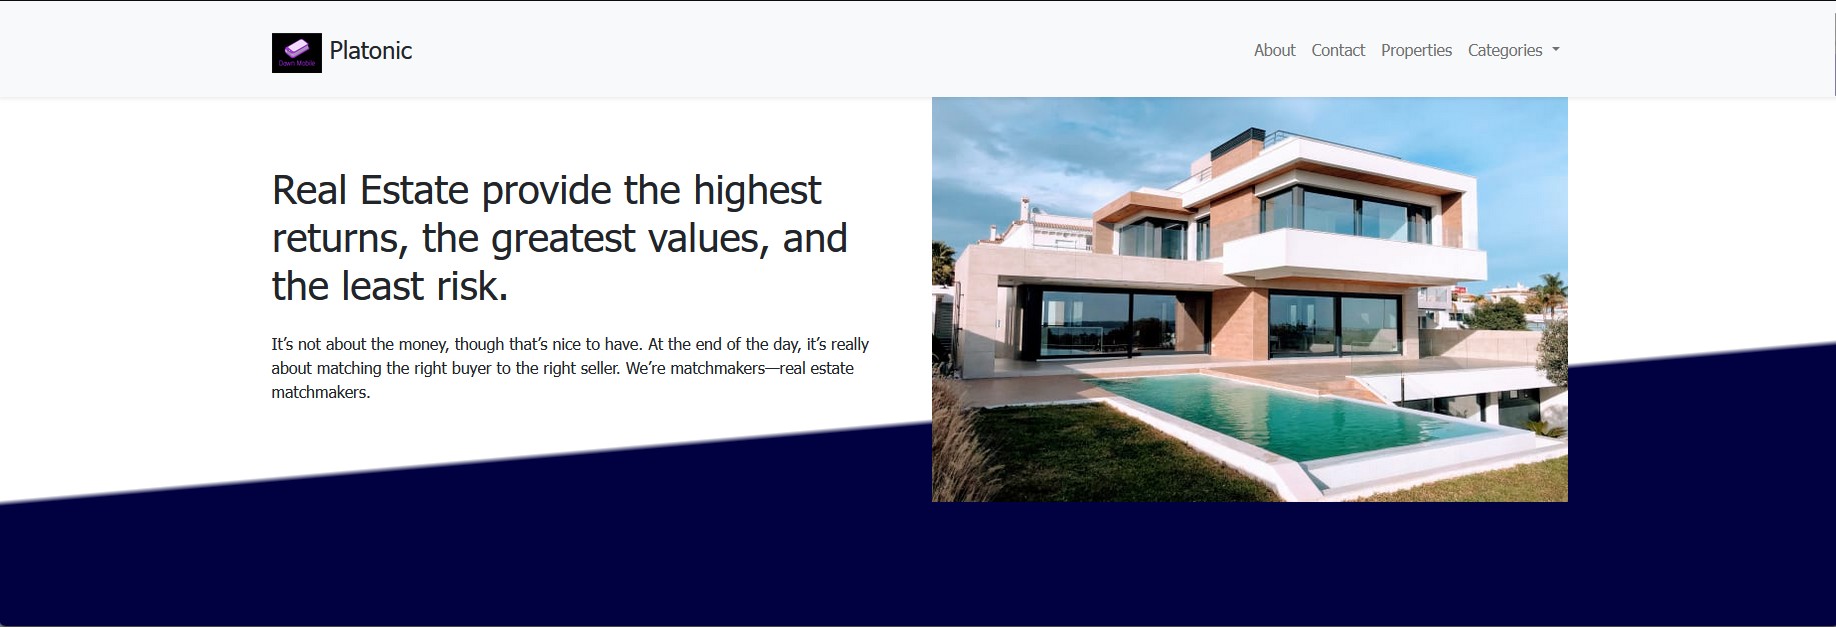 Dawn Mobile
Platonic
About Contact Properties Categories
Real Estate provide the highest
returns, the greatest values, and
the least risk.
It’s not about the money, though that’s nice to have. At the end of the day, it’s really
about matching the right buyer to the right seller. We’re matchmakers—real estate
matchmakers.